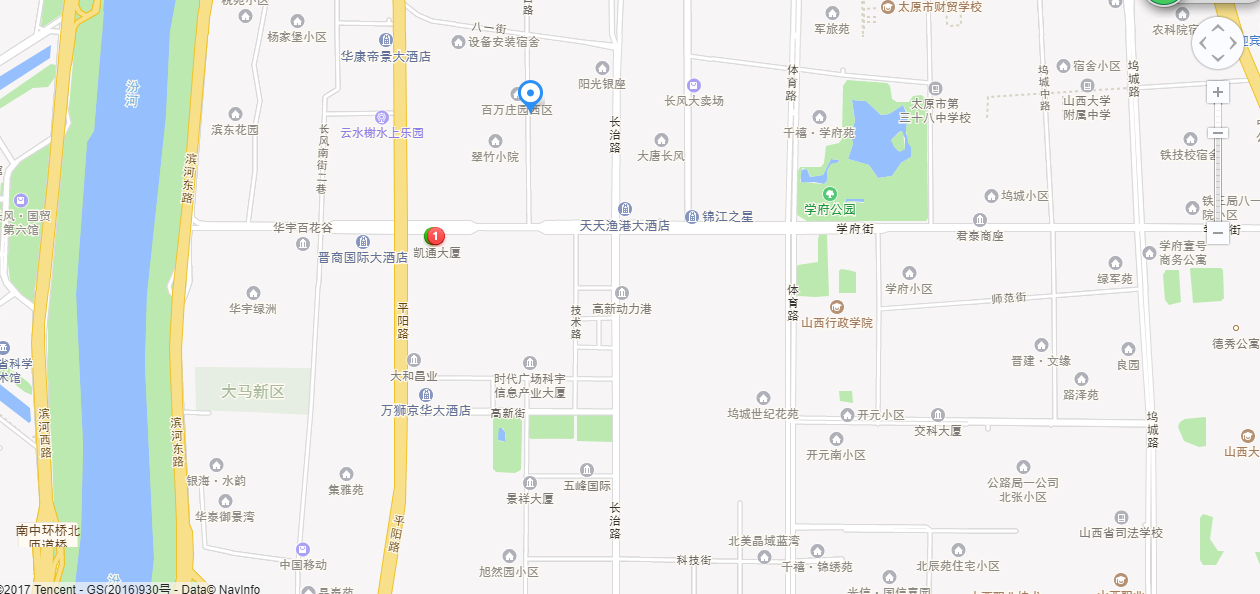 杨家堡小区
八一街
设备安装宿舍
华康帝景大酒店
军旅苑
太原市财贸学校
农科院宿
汾河
阳光银座
长风大卖场
体育路
坞城中路
宿舍小区
坞城路
山西大学
附属中学
滨东花园
百万庄园西区
云水榭水上乐园
长风南街二巷
长治路
千禧·学府苑
太原市第
三十八中学校
翠竹小院
大唐长风
铁技校宿舍
滨河东路
坞城小区
长风·国贸
第六馆
学府公园
锦江之星
天天渔港大酒店
华宇百花谷
学府街
君泰商座
晋商国际大酒店
1
凯通大厦
学府壹号
商务公寓
绿军苑
学府小区
师范街
华宇绿洲
平阳路
技术路
高新动力港
体育路
山西行政学院
德秀公寓
省科学
术馆
大和昌业
时代广场科宇
信息产业大厦
晋建·文缘
良园
路泽苑
大马新区
万狮京华大酒店
高新街
坞城世纪花苑
开元小区
交科大厦
坞城路
滨河西路
滨河东路
开元南小区
山西大
银海·水韵
集雅苑
五峰国际
景祥大厦
公路局一公司
北张小区
华泰御景湾
长治路
平阳路
南中环桥北
西道桥
山西省司法学校
北美晶域蓝湾
中国移动
旭然园小区
科技街
千禧·锦绣苑
北辰苑住宅小区
©2017 Tencent - GS(2016)930号 - Data© NavInfo